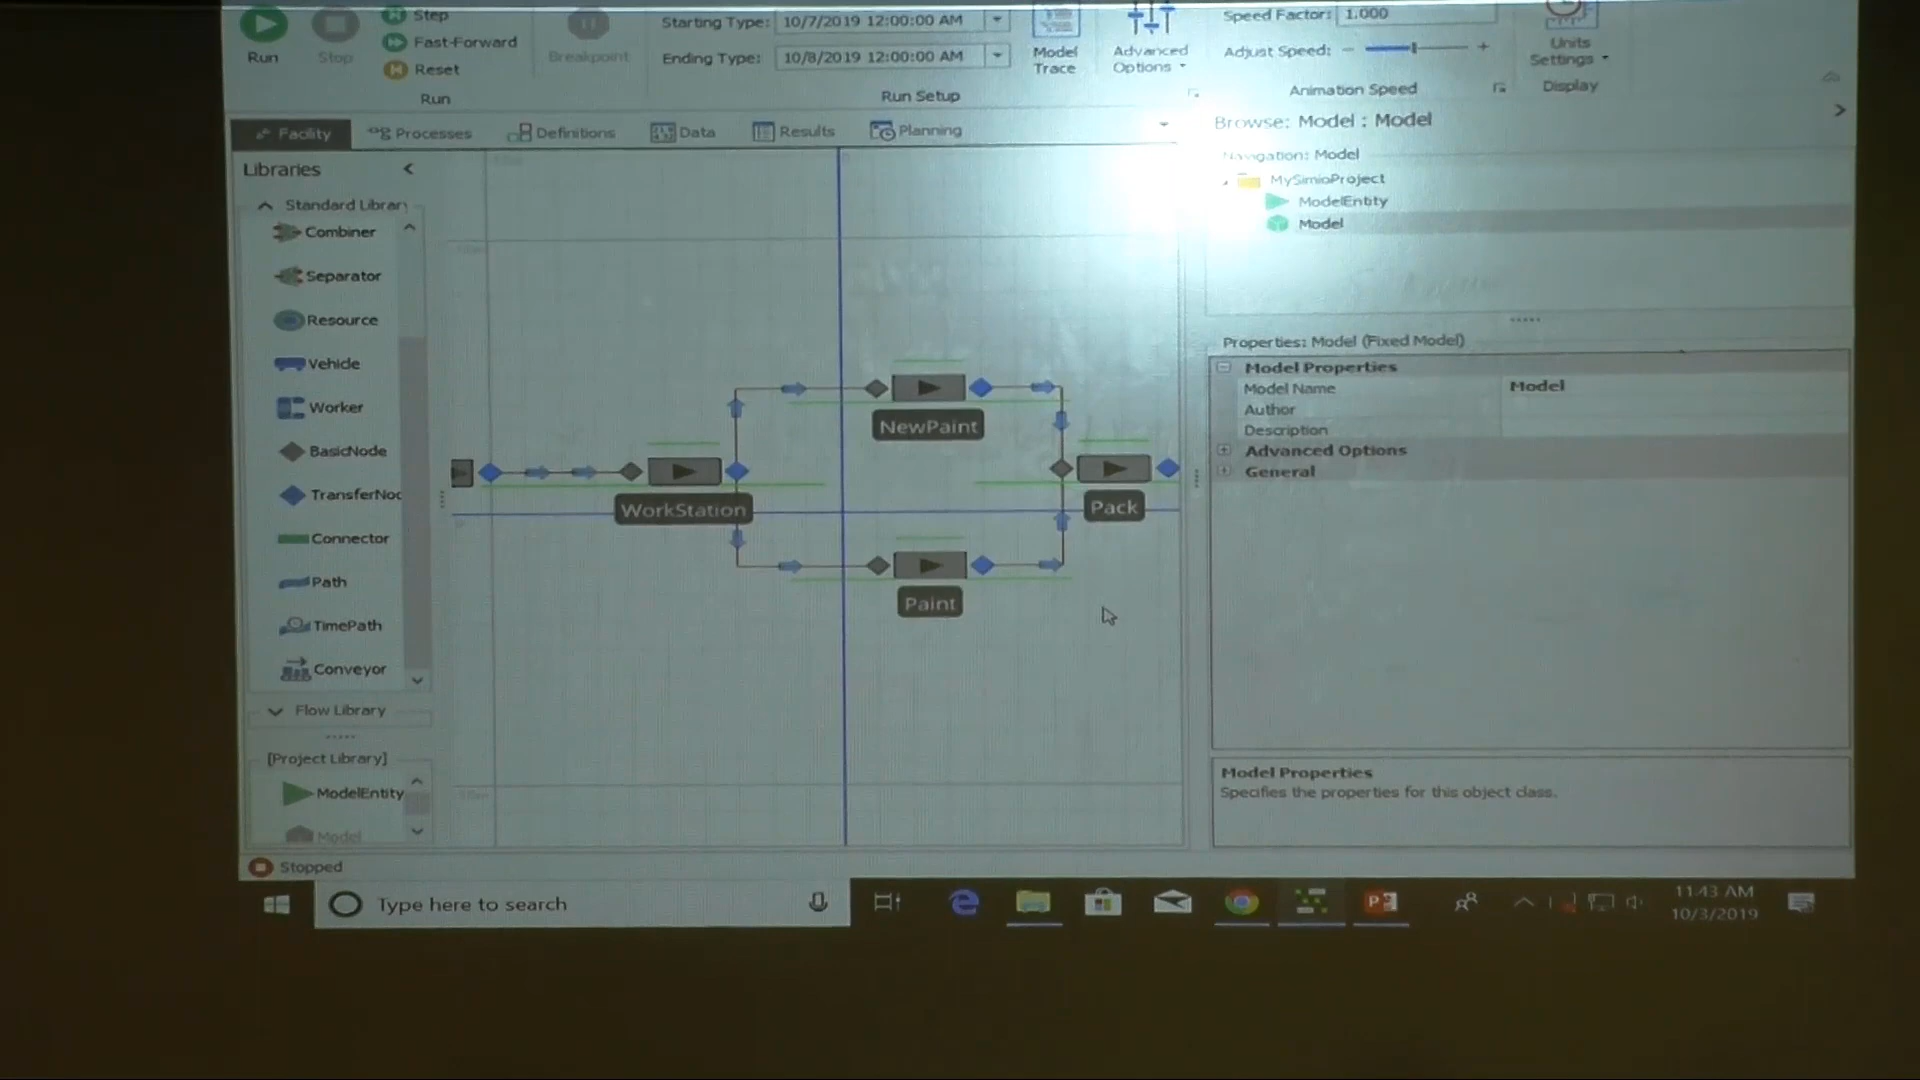 Run
Stop
Step
Fast-Forward
Reset
Run
Breakpoint
Starting Type: 10/7/2019 12:00:00 AM
Ending Type: 10/8/2019 12:00:00 AM
Run Setup
Model
Trace
Advanced
Options
Speed Factor: 1.000
Adjust Speed: − +
Animation Speed
Units
Settings
Display
Facility
Processes
Definitions
Data
Results
Planning
Browse: Model : Model
Navigation: Model
MySimioProject
ModelEntity
Model
Libraries
Standard Library
Combiner
Separator
Resource
Vehicle
Worker
BasicNode
TransferNoc
Connector
Path
TimePath
Conveyor
Flow Library
[Project Library]
ModelEntity
Model
WorkStation
NewPaint
Paint
Pack
Properties: Model (Fixed Model)
Model Properties
Model Name Model
Author
Description
Advanced Options
General
Model Properties
Specifies the properties for this object class.
Stopped
Type here to search
11:43 AM
10/3/2019